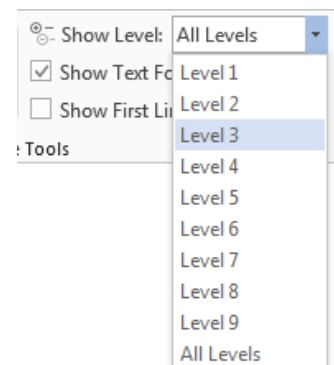 Show Level: All Levels
Show Text Fo
Show First Li
e Tools
Level 1
Level 2
Level 3
Level 4
Level 5
Level 6
Level 7
Level 8
Level 9
All Levels